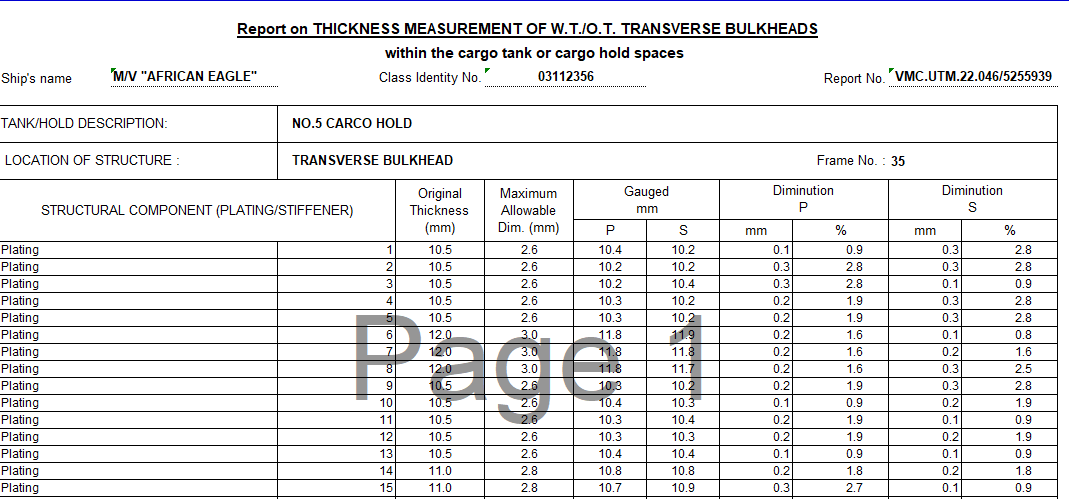 Report on THICKNESS MEASUREMENT OF W.T./O.T. TRANSVERSE BULKHEADS
within the cargo tank or cargo hold spaces
Ship's name M/V "AFRICAN EAGLE" Class Identity No. 03112356 Report No. VMC.UTM.22.046/5255939
TANK/HOLD DESCRIPTION: NO.5 CARCO HOLD
LOCATION OF STRUCTURE : TRANSVERSE BULKHEAD Frame No. : 35
STRUCTURAL COMPONENT (PLATING/STIFFENER) Original Thickness (mm) Maximum Allowable Dim. (mm) Gauged mm Diminution P Diminution S
P S mm % mm %
Plating 1 10.5 2.6 10.4 10.2 0.1 0.9 0.3 2.8
Plating 2 10.5 2.6 10.2 10.2 0.3 2.8 0.3 2.8
Plating 3 10.5 2.6 10.2 10.4 0.3 2.8 0.1 0.9
Plating 4 10.5 2.6 10.3 10.2 0.2 1.9 0.3 2.8
Plating 5 10.5 2.6 10.3 10.2 0.2 1.9 0.3 2.8
Plating 6 12.0 3.0 11.8 11.9 0.2 1.6 0.1 0.8
Plating 7 12.0 3.0 11.8 11.8 0.2 1.6 0.2 1.6
Plating 8 12.0 3.0 11.8 11.7 0.2 1.6 0.3 2.5
Plating 9 10.5 2.6 10.3 10.2 0.2 1.9 0.3 2.8
Plating 10 10.5 2.6 10.4 10.3 0.1 0.9 0.2 1.9
Plating 11 10.5 2.6 10.3 10.4 0.2 1.9 0.1 0.9
Plating 12 10.5 2.6 10.3 10.3 0.2 1.9 0.2 1.9
Plating 13 10.5 2.6 10.4 10.4 0.1 0.9 0.1 0.9
Plating 14 11.0 2.8 10.8 10.8 0.2 1.8 0.2 1.8
Plating 15 11.0 2.8 10.7 10.9 0.3 2.7 0.1 0.9
Page 1